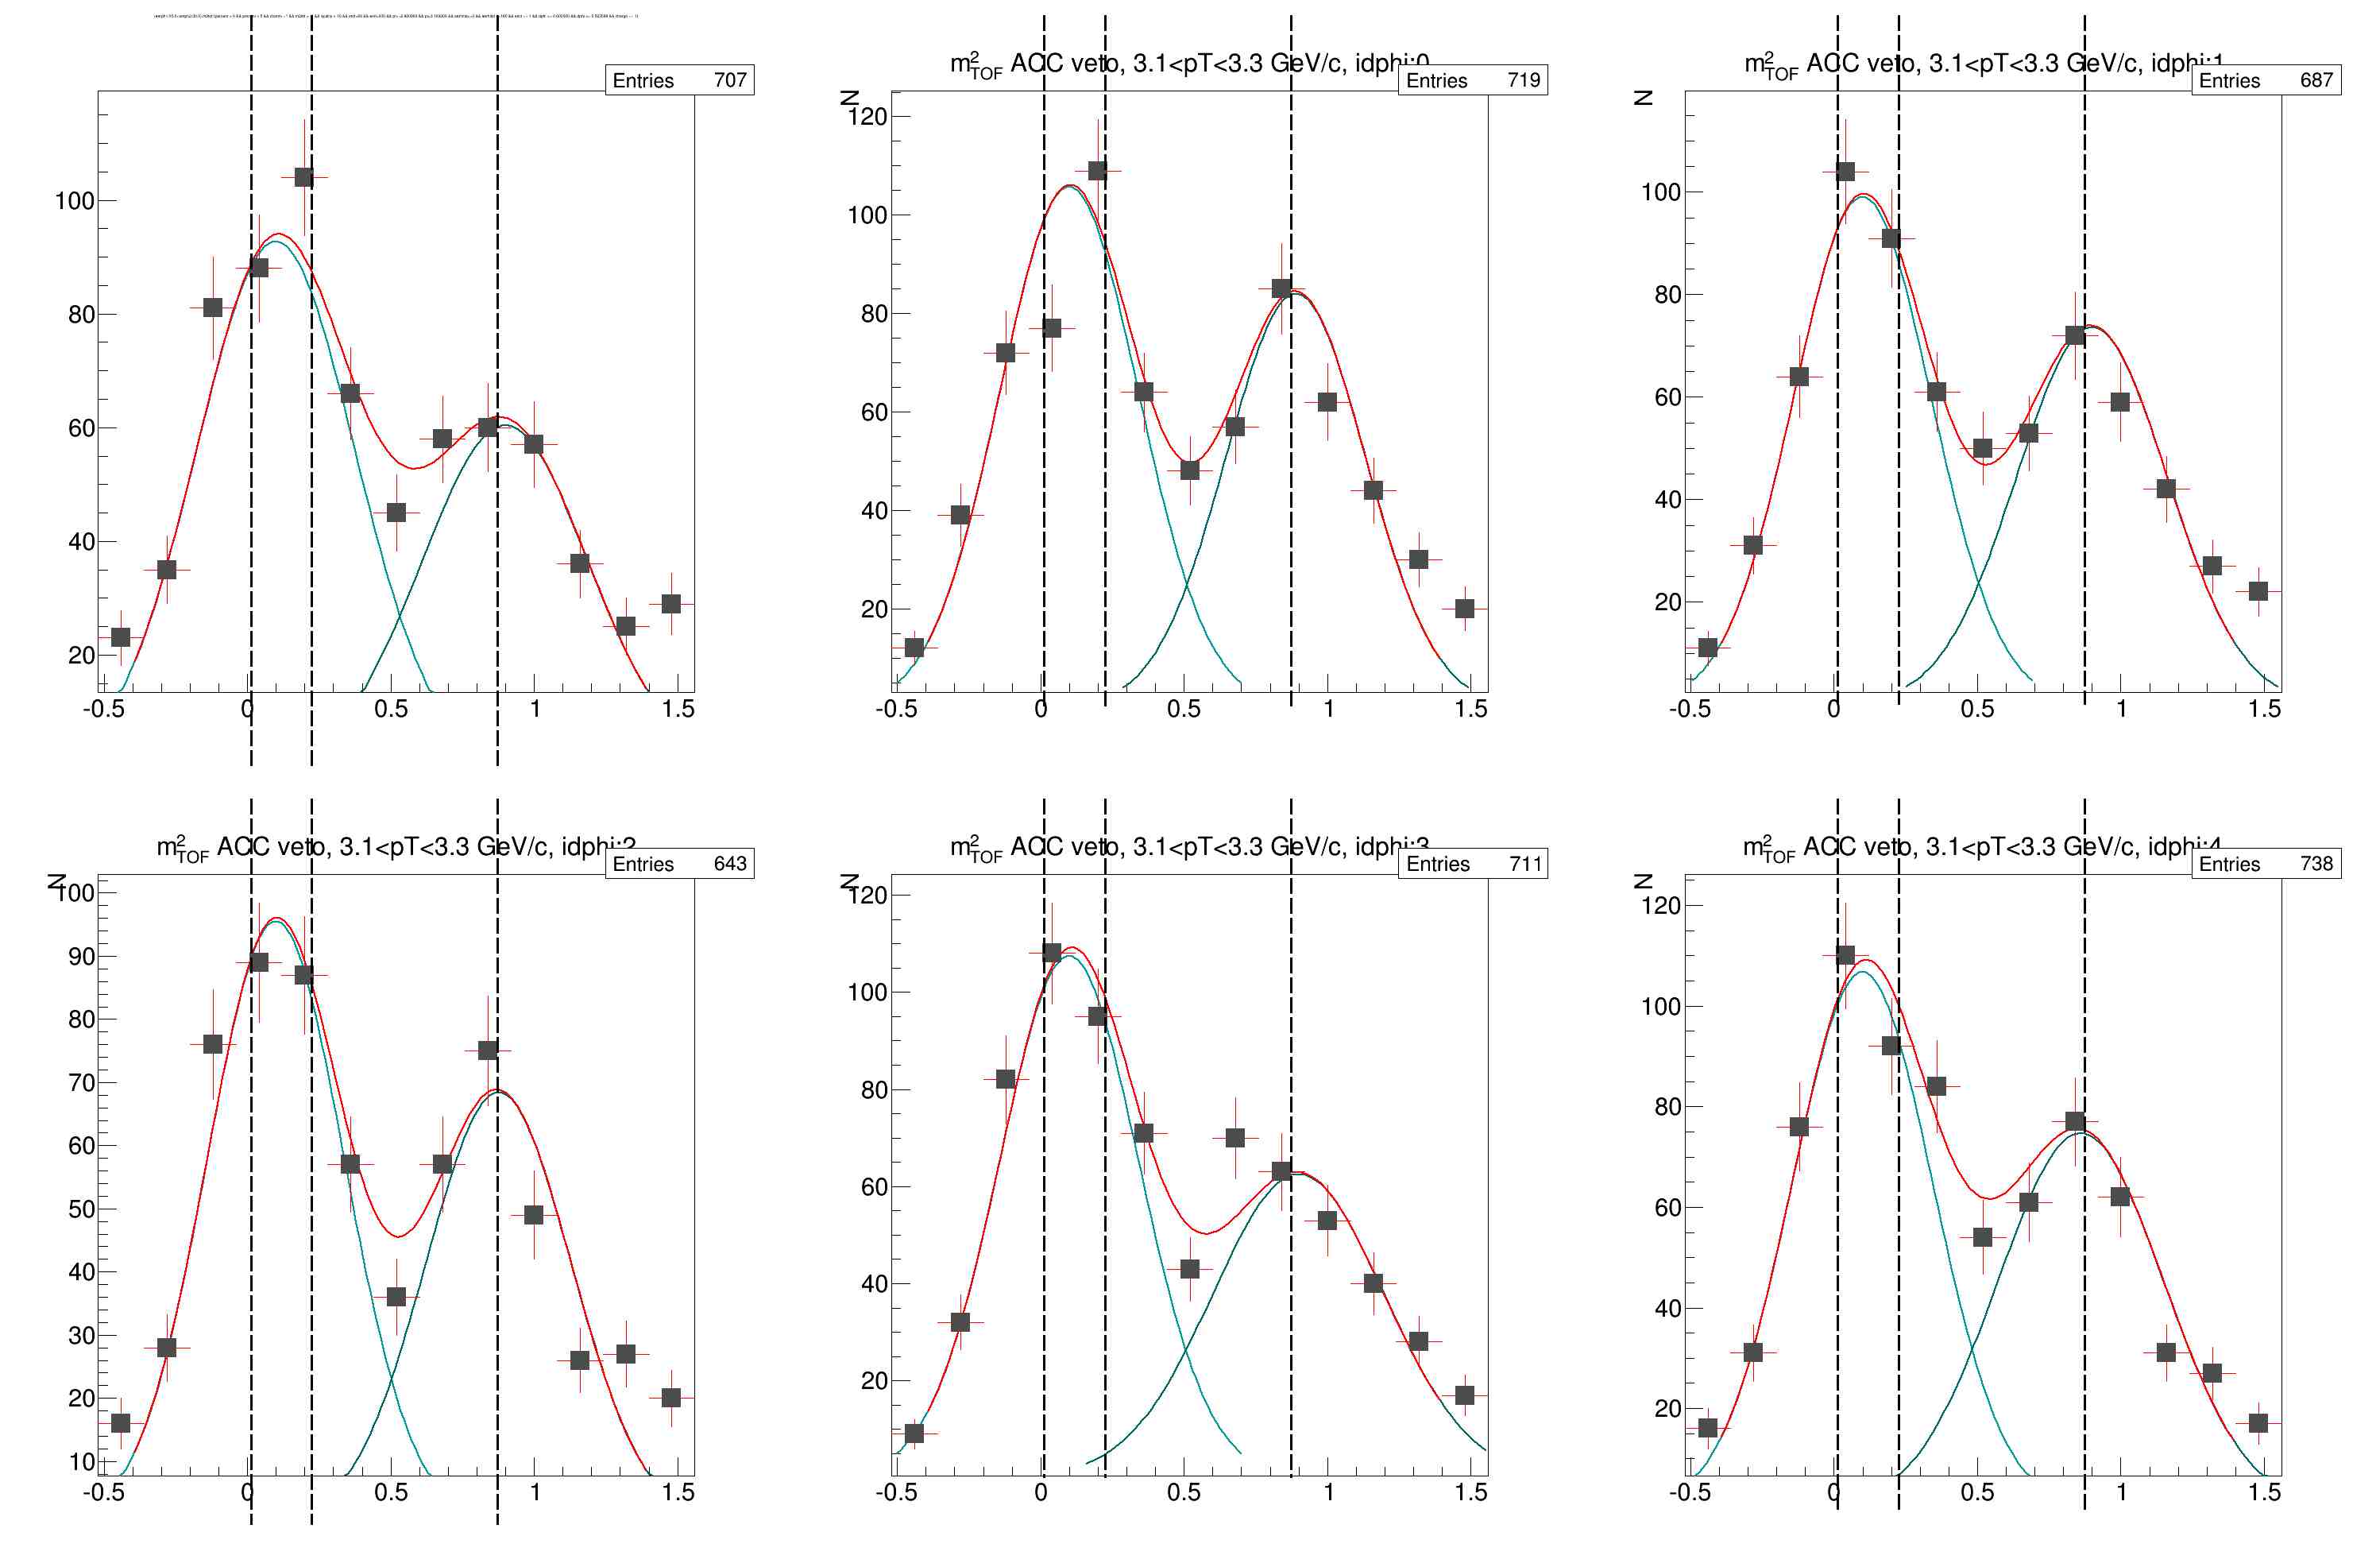 Entries 707
100
80
60
40
20
-0.5 0 0.5 1 1.5
m²TOF ACC veto, 3.1<pT<3.3 GeV/c, idphi:0
Entries 719
N
120
100
80
60
40
20
-0.5 0 0.5 1 1.5
m²TOF ACC veto, 3.1<pT<3.3 GeV/c, idphi:1
Entries 687
N
100
80
60
40
20
-0.5 0 0.5 1 1.5
m²TOF ACC veto, 3.1<pT<3.3 GeV/c, idphi:2
Entries 643
N
100
90
80
70
60
50
40
30
20
10
-0.5 0 0.5 1 1.5
m²TOF ACC veto, 3.1<pT<3.3 GeV/c, idphi:3
Entries 711
N
120
100
80
60
40
20
-0.5 0 0.5 1 1.5
m²TOF ACC veto, 3.1<pT<3.3 GeV/c, idphi:4
Entries 738
N
120
100
80
60
40
20
-0.5 0 0.5 1 1.5